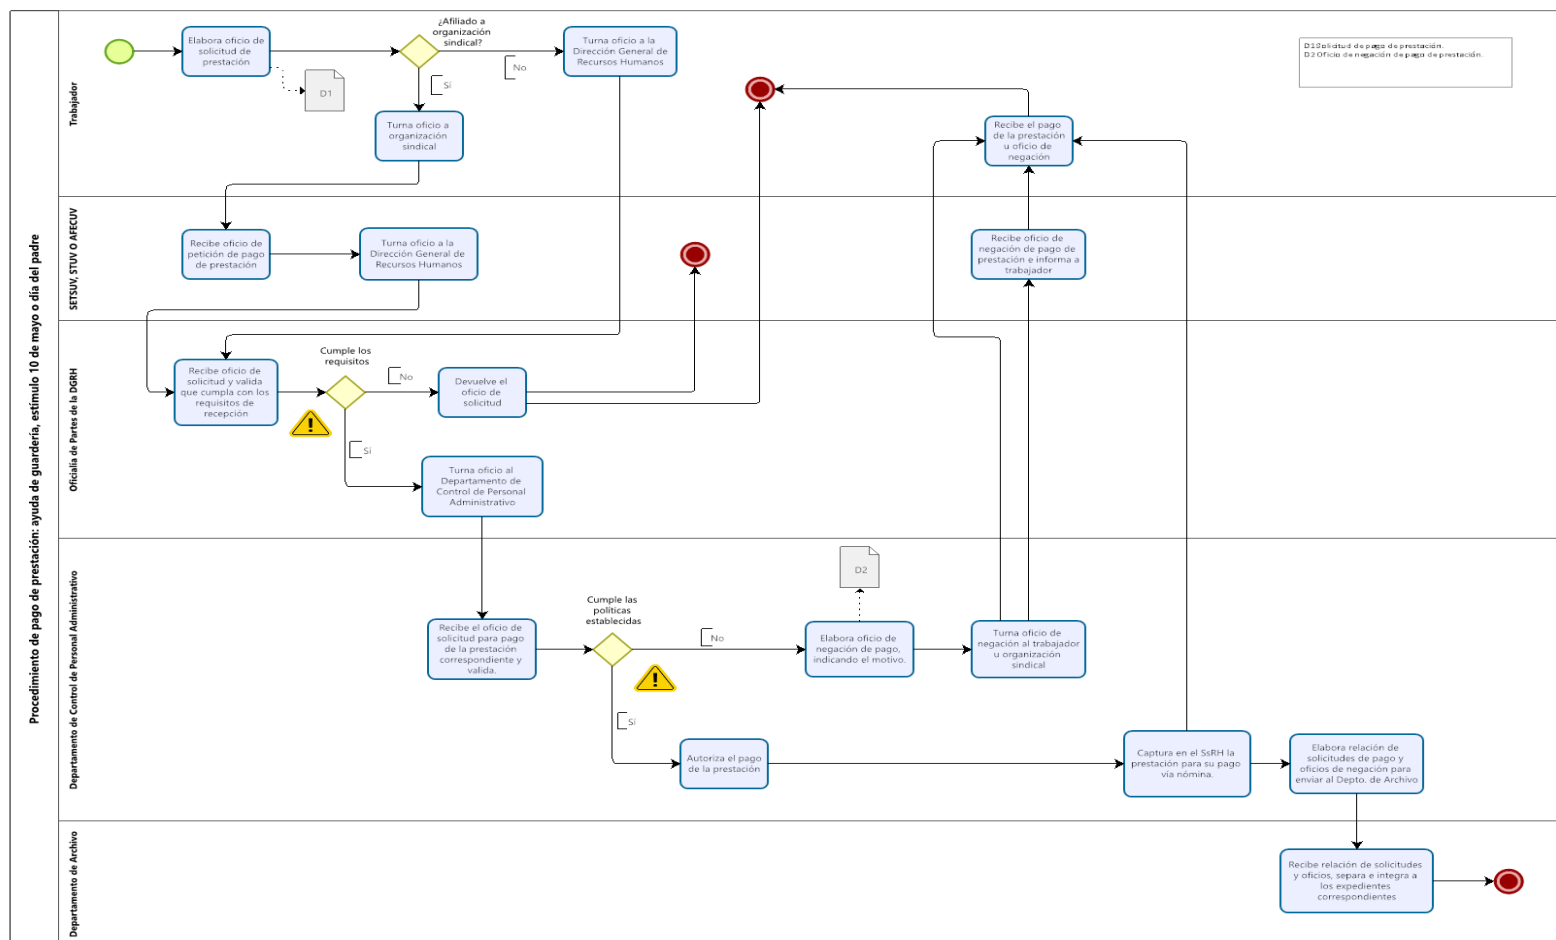 Procedimiento de pago de prestación: ayuda de guardería, estímulo 10 de mayo o día del padre
Trabajador
Elabora oficio de
solicitud de
prestación
D1
¿Afiliado a
organización
sindical?
No
Sí
Turna oficio a la
Dirección General de
Recursos Humanos
Turna oficio a
organización
sindical
Recibe el pago
de la prestación
u oficio de
negación
D1 Solicitud de pago de prestación.
D2 Oficio de negación de pago de prestación.
SETSUV, STUV O AFECUV
Recibe oficio de
petición de pago
de prestación
Turna oficio a la
Dirección General de
Recursos Humanos
Recibe oficio de
negación de pago de
prestación e informa a
trabajador
Oficialia de Partes de la DGRH
Recibe oficio de
solicitud y valida
que cumpla con los
requisitos de
recepción
Cumple los
requisitos
No
Sí
Devuelve el
oficio de
solicitud
Turna oficio al
Departamento de
Control de Personal
Administrativo
Departamento de Control de Personal Administrativo
Recibe el oficio de
solicitud para pago
de la prestación
correspondiente y
valida.
Cumple las
políticas
establecidas
No
Sí
D2
Elabora oficio de
negación de pago,
indicando el motivo.
Turna oficio de
negación al trabajador
u organización
sindical
Autoriza el pago
de la prestación
Captura en el SsRH la
prestación para su pago
vía nómina.
Elabora relación de
solicitudes de pago y
oficios de negación para
enviar al Depto. de Archivo
Departamento de Archivo
Recibe relación de solicitudes
y oficios, separa e integra a
los expedientes
correspondientes